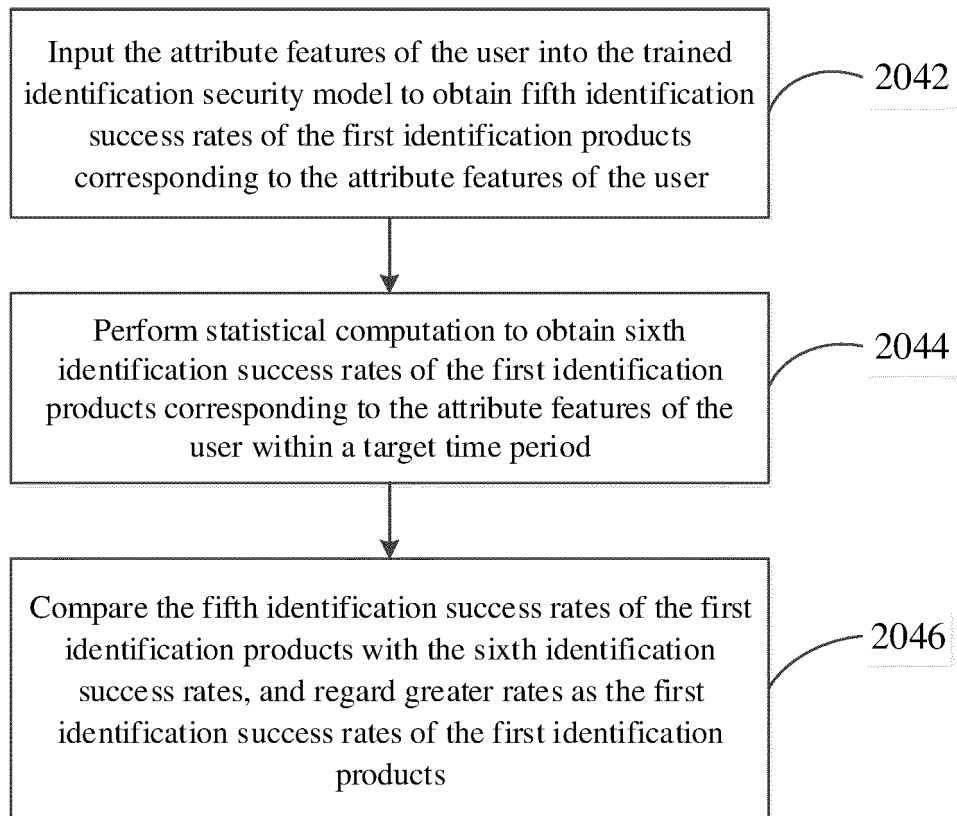 Input the attribute features of the user into the trained
identification security model to obtain fifth identification
success rates of the first identification products
corresponding to the attribute features of the user
2042
Perform statistical computation to obtain sixth
identification success rates of the first identification
products corresponding to the attribute features of the
user within a target time period
2044
Compare the fifth identification success rates of the first
identification products with the sixth identification
success rates, and regard greater rates as the first
identification success rates of the first identification
products
2046